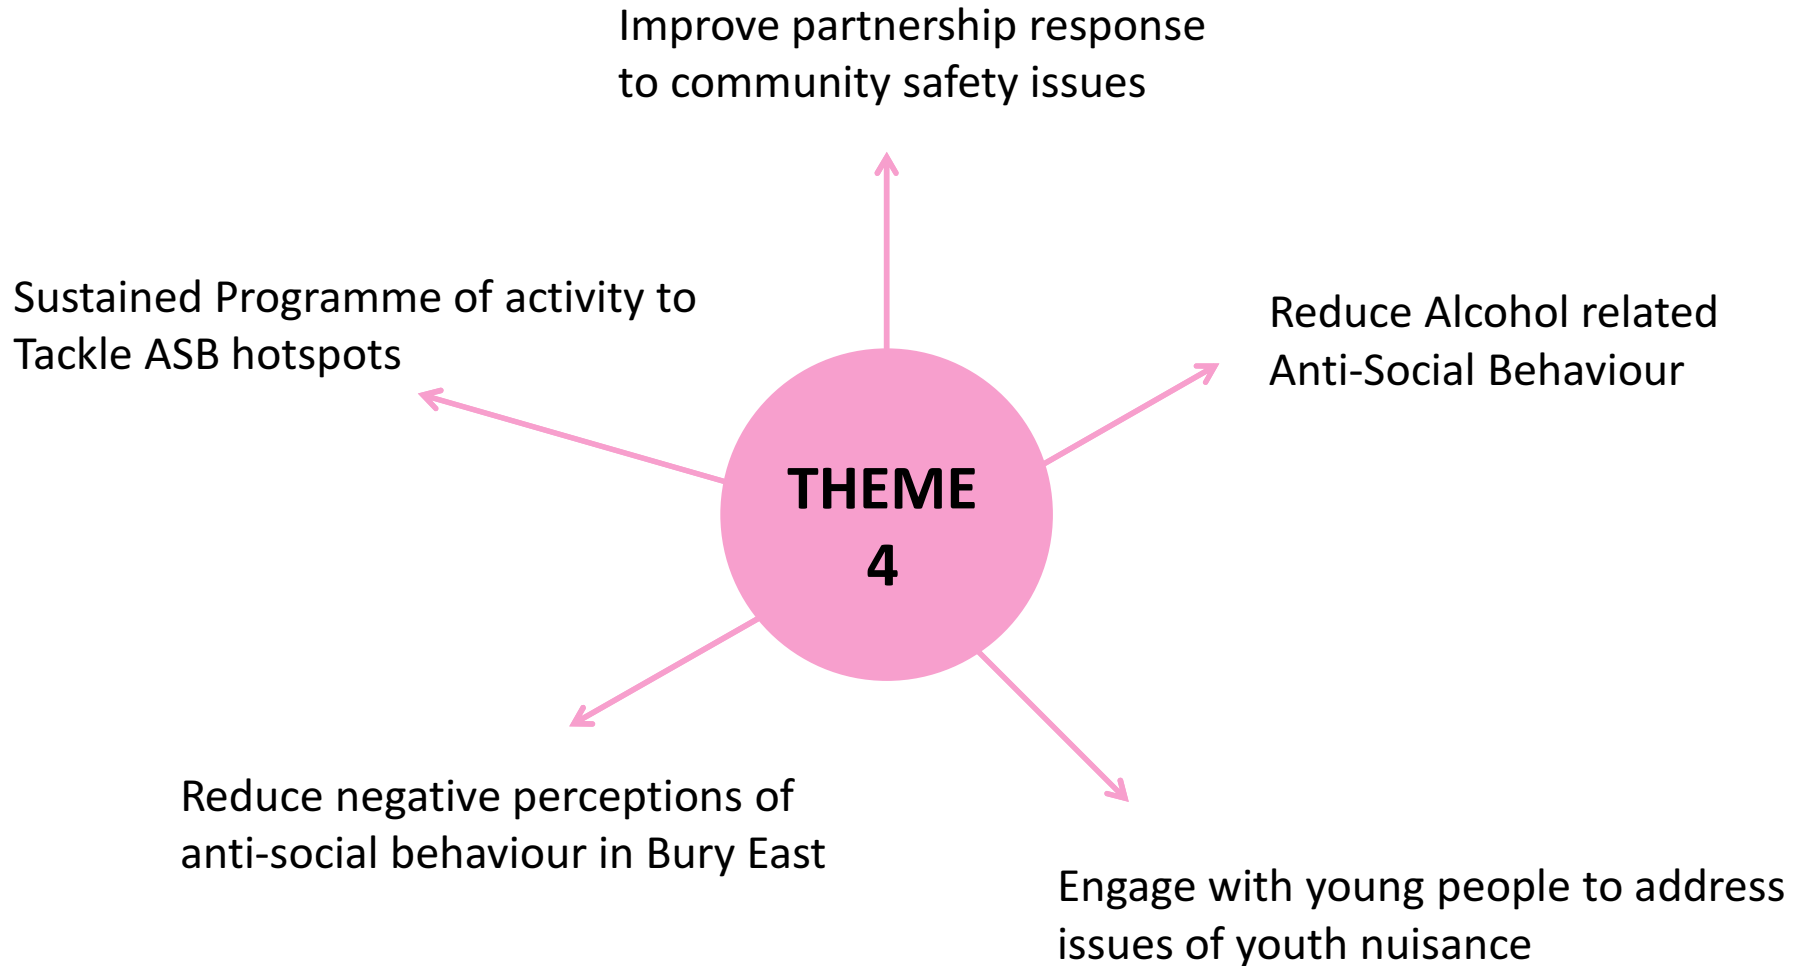 Improve partnership response
to community safety issues
Sustained Programme of activity to
Tackle ASB hotspots
Reduce Alcohol related
Anti-Social Behaviour
THEME
4
Reduce negative perceptions of
anti-social behaviour in Bury East
Engage with young people to address
issues of youth nuisance